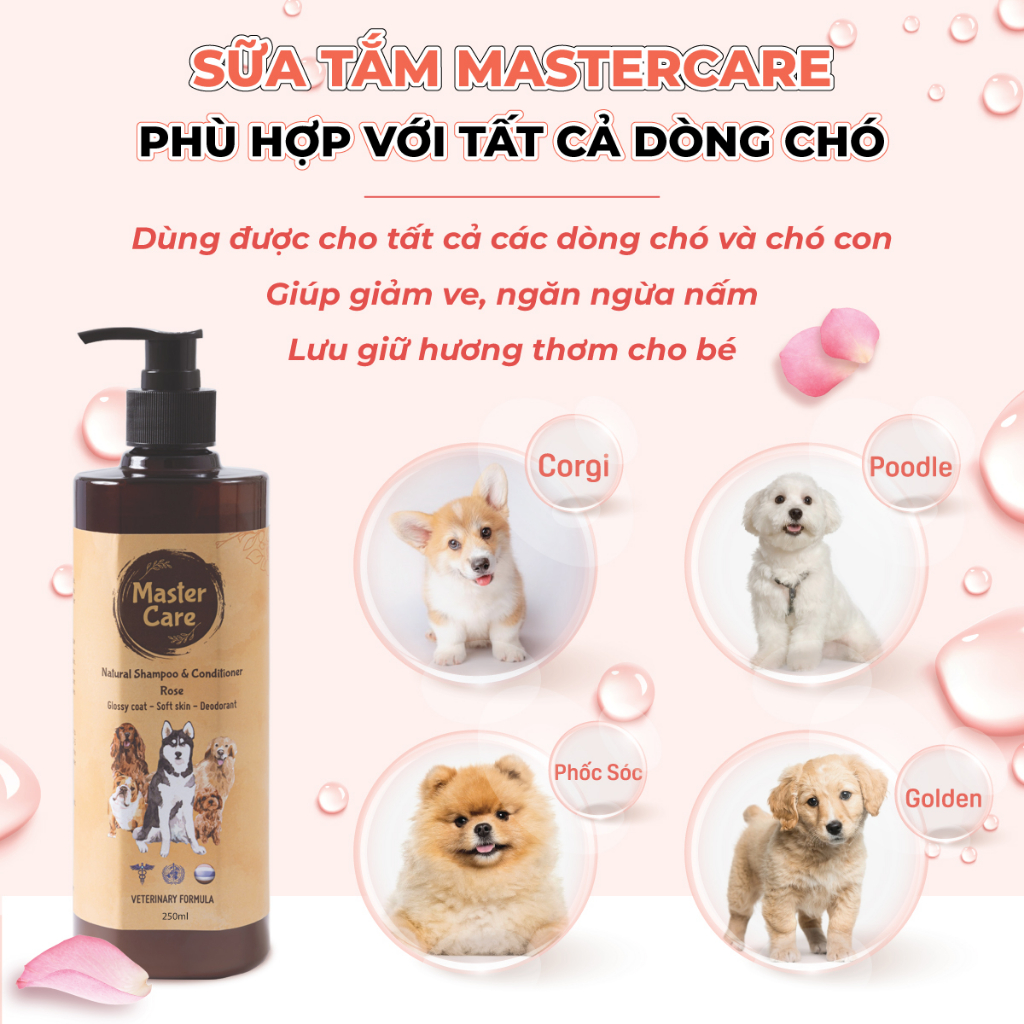 SỮA TẮM MASTERCARE
PHÙ HỢP VỚI TẤT CẢ DÒNG CHÓ
Dùng được cho tất cả các dòng chó và chó con
Giúp giảm ve, ngăn ngừa nấm
Lưu giữ hương thơm cho bé
Corgi
Poodle
Master
Care
Natural Shampoo & Conditioner
Rose
Glossy coat - Soft skin - Deodorant
Phốc Sóc
Golden
VETERINARY FORMULA
250ml